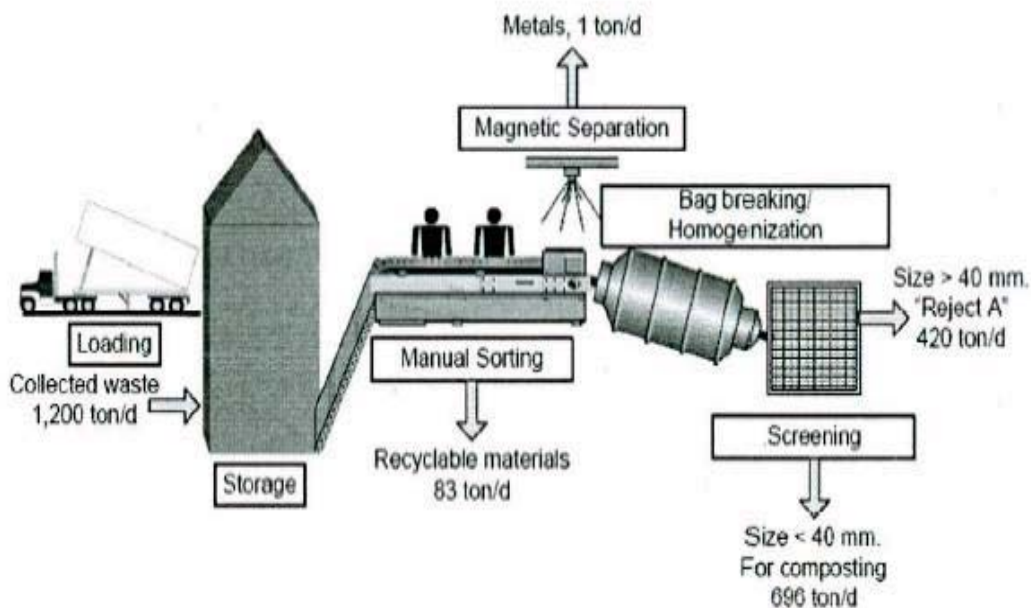 Metals, 1 ton/d
Magnetic Separation
Bag breaking/
Homogenization
Size > 40 mm.
"Reject A"
420 ton/d
Loading
Collected waste
1,200 ton/d
Manual Sorting
Storage
Recyclable materials
83 ton/d
Screening
Size < 40 mm.
For composting
696 ton/d